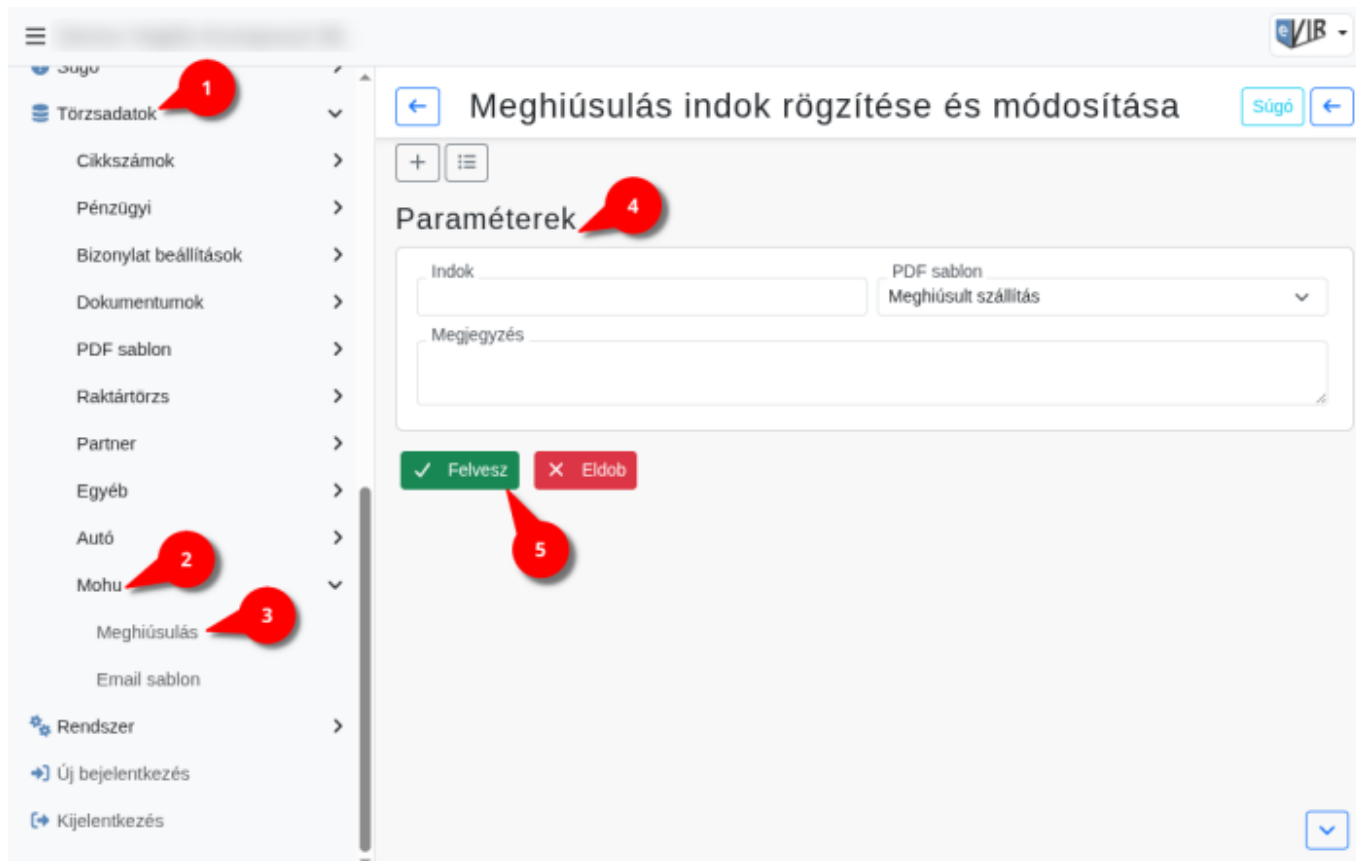 eVIR
Súgó
1
Törzsadatok
Cikkszámok
Pénzügyi
Bizonylat beállítások
Dokumentumok
PDF sablon
Raktártörzs
Partner
Egyéb
Autó
2
Mohu
3
Meghiúsulás
Email sablon
Rendszer
Új bejelentkezés
Kijelentkezés
Meghiúsulás indok rögzítése és módosítása
Súgó
4
Paraméterek
Indok
PDF sablon
Meghiúsult szállítás
Megjegyzés
Felvesz
Eldob
5